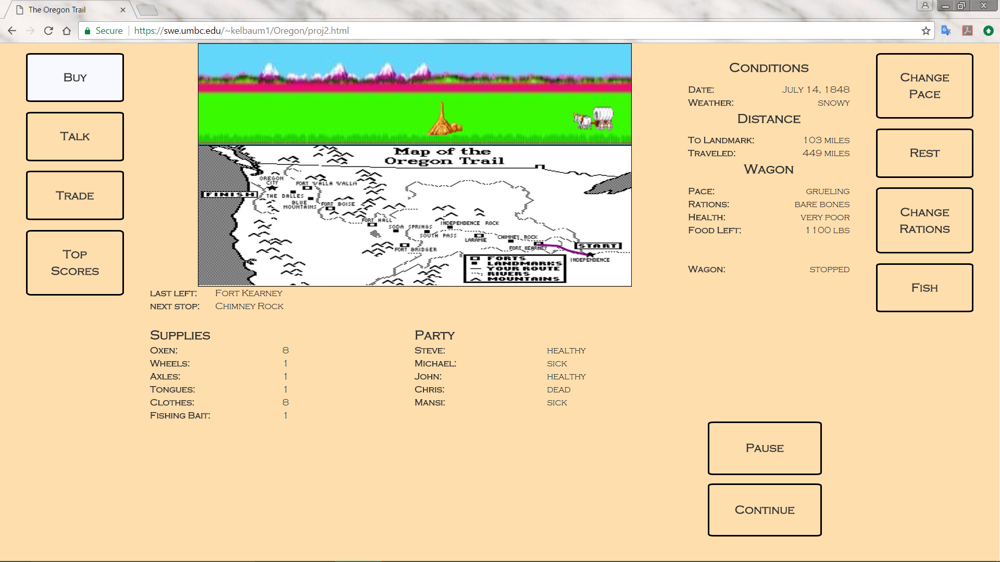 The Oregon Trail
Secure https://swe.umbc.edu/~kelbaum1/Oregon/proj2.html
Buy
Talk
Trade
Top
Scores
Map of the
Oregon Trail
OREGON
CITY
FORT WALLA WALLA
FINISH
THE DALLES
BLUE
MOUNTAINS
FORT BOISE
FORT HALL
SODA SPRINGS
INDEPENDENCE ROCK
SOUTH PASS
LARAMIE
CHIMNEY ROCK
FORT BRIDGER
FORT KEARNEY
START
INDEPENDENCE
FORTS
LANDMARKS
YOUR ROUTE
RIVERS
MOUNTAINS
last left: Fort Kearney
next stop: Chimney Rock
Supplies
Oxen: 8
Wheels: 1
Axles: 1
Tongues: 1
Clothes: 8
Fishing Bait: 1
Party
Steve: healthy
Michael: sick
John: healthy
Chris: dead
Mansi: sick
Conditions
Date: July 14, 1848
Weather: snowy
Distance
To Landmark: 103 miles
Traveled: 449 miles
Wagon
Pace: grueling
Rations: bare bones
Health: very poor
Food Left: 1100 lbs
Wagon: stopped
Change
Pace
Rest
Change
Rations
Fish
Pause
Continue